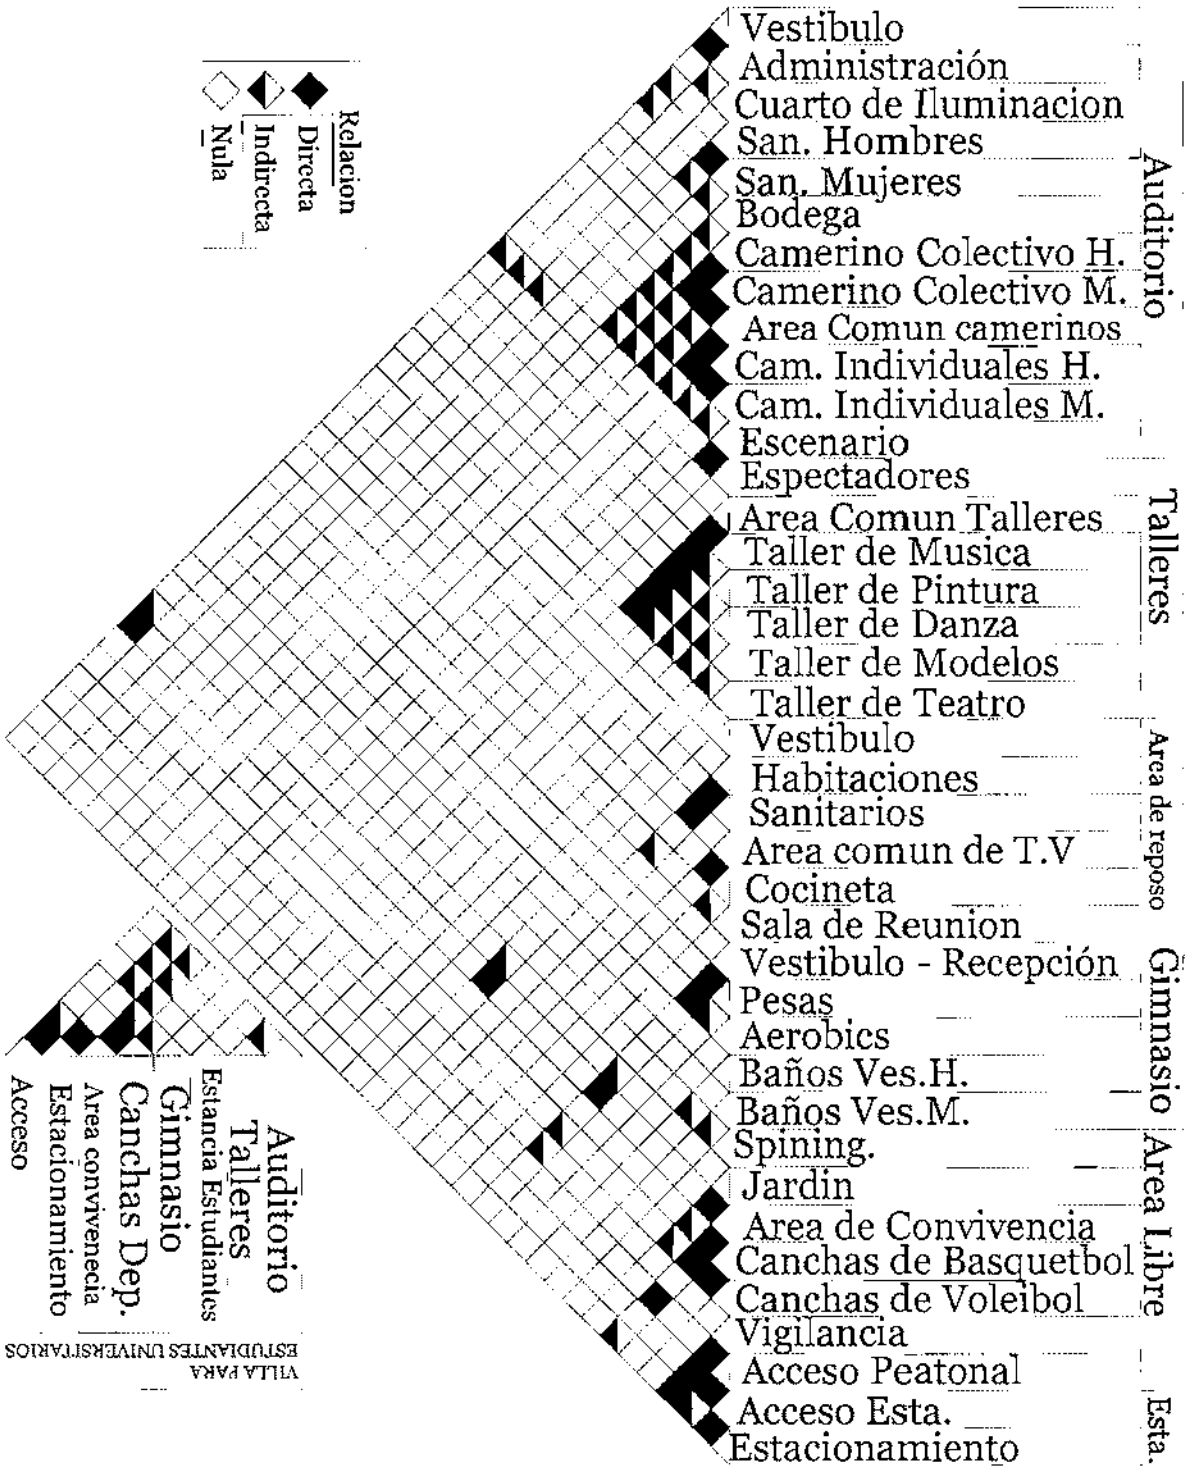 Vestibulo
Administración
Cuarto de Iluminacion
San. Hombres
San. Mujeres
Bodega
Camerino Colectivo H.
Camerino Colectivo M.
Area Comun camerinos
Cam. Individuales H.
Cam. Individuales M.
Escenario
Espectadores
Auditorio
Area Comun Talleres
Taller de Musica
Taller de Pintura
Taller de Danza
Taller de Modelos
Taller de Teatro
Talleres
Vestibulo
Habitaciones
Sanitarios
Area comun de T.V
Cocineta
Sala de Reunion
Area de reposo
Vestibulo - Recepción
Pesas
Aerobics
Baños Ves.H.
Baños Ves.M.
Spining.
Gimnasio
Jardin
Area de Convivencia
Canchas de Basquetbol
Canchas de Voleibol
Vigilancia
Area Libre
Acceso Peatonal
Acceso Esta.
Estacionamiento
Esta.
Relacion
Directa
Indirecta
Nula
Auditorio
Talleres
Estancia Estudiantes
Gimnasio
Canchas Dep.
Area convivenecia
Estacionamiento
Acceso
VILLA PARA
ESTUDIANTES UNIVERSITARIOS